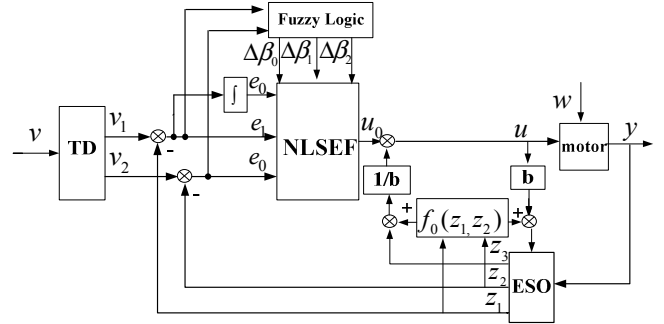 Fuzzy Logic
Δβ₀ Δβ₁ Δβ₂
v
TD
v₁
v₂
-
-
∫
e₀
e₁
e₀
NLSEF
u₀
u
w
motor
y
1/b
b
+
f₀(z₁,z₂)
+
z₃
z₂
z₁
ESO